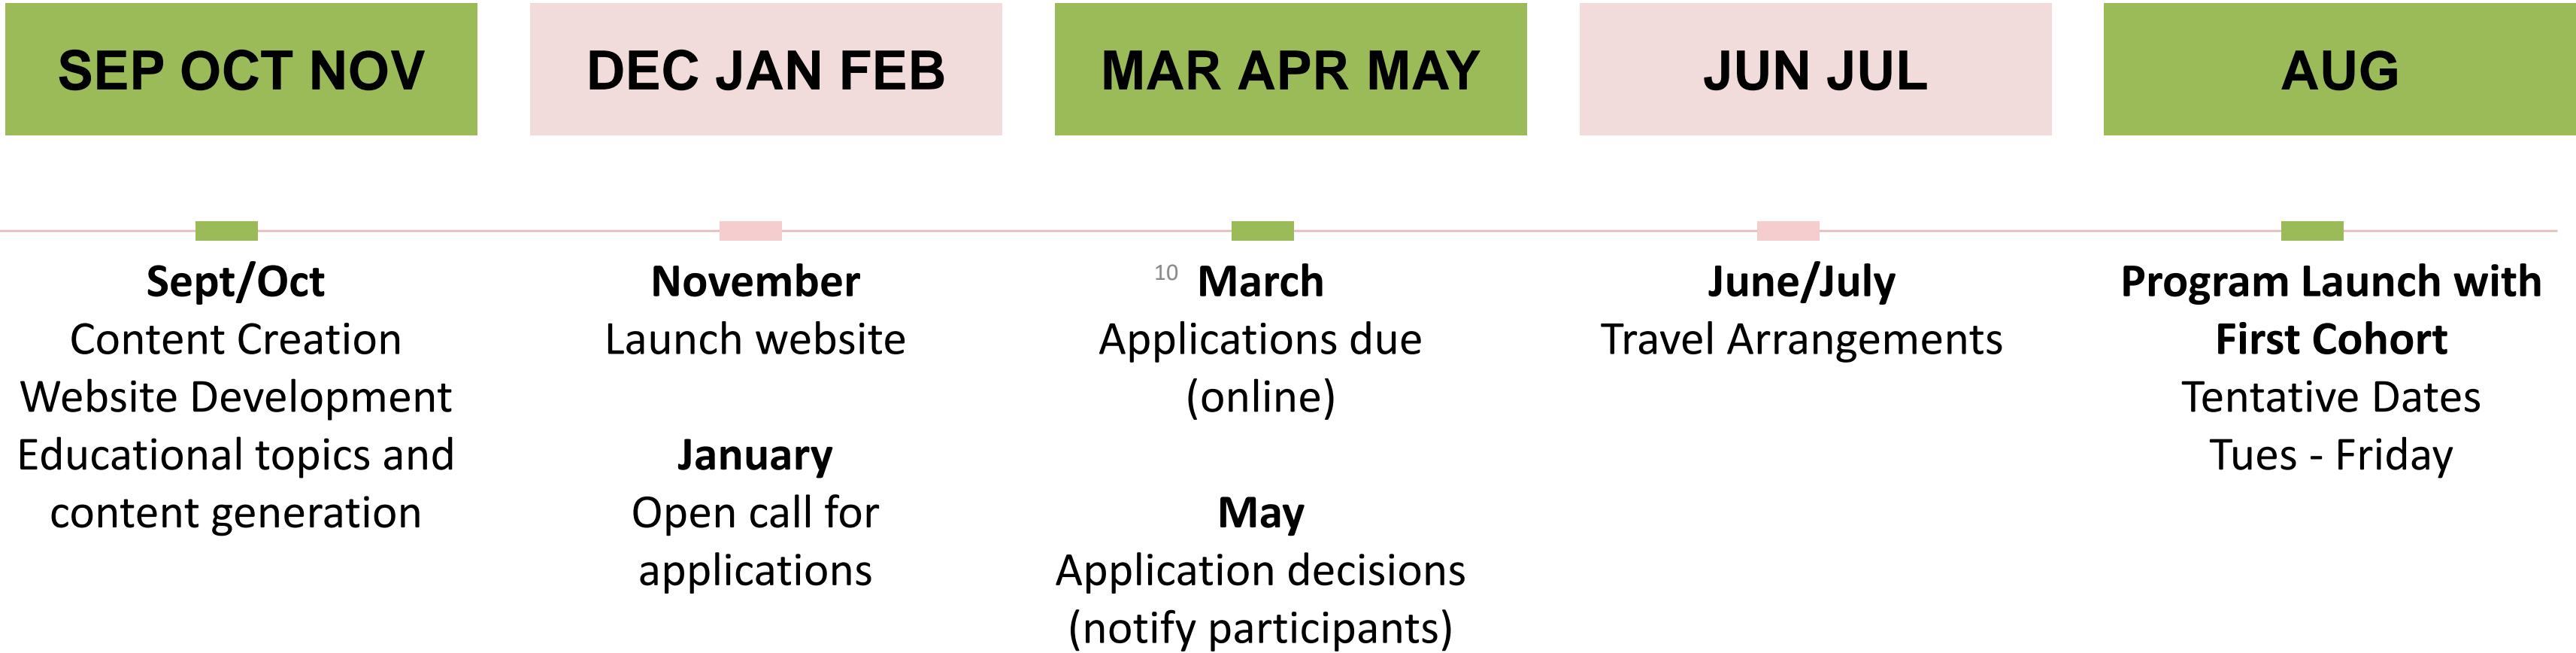 SEP OCT NOV
DEC JAN FEB
MAR APR MAY
JUN JUL
AUG
Sept/Oct
Content Creation
Website Development
Educational topics and
content generation
November
Launch website
January
Open call for
applications
10
March
Applications due
(online)
May
Application decisions
(notify participants)
June/July
Travel Arrangements
Program Launch with
First Cohort
Tentative Dates
Tues - Friday